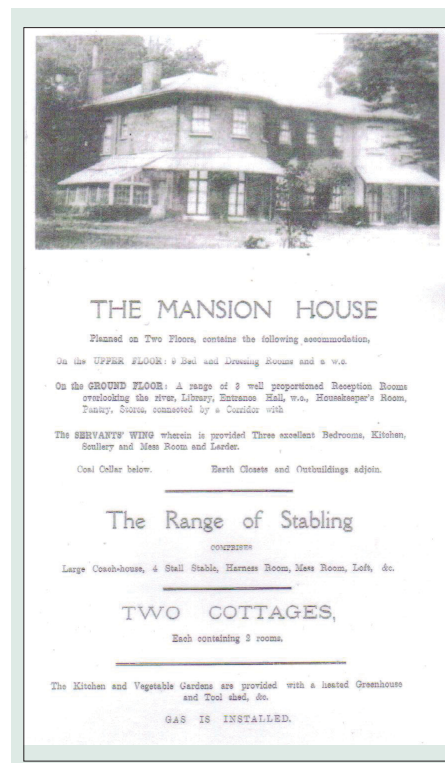 THE MANSION HOUSE
Planned on Two Floors, contains the following accommodation,
On the UPPER FLOOR: 9 Bed and Dressing Rooms and a w.c.
On the GROUND FLOOR: A range of 3 well proportioned Reception Rooms
overlooking the river, Library, Entrance Hall, w.c., Housekeeper's Room,
Pantry, Stores, connected by a Corridor with
The SERVANTS' WING wherein is provided Three excellent Bedrooms, Kitchen,
Scullery and Mess Room and Larder.
Coal Cellar below. Earth Closets and Outbuildings adjoin.
The Range of Stabling
COMPRISES
Large Coach-house, 4 Stall Stable, Harness Room, Mess Room, Loft, &c.
TWO COTTAGES,
Each containing 3 rooms.
The Kitchen and Vegetable Gardens are provided with a heated Greenhouse
and Tool shed, &c.
GAS IS INSTALLED.